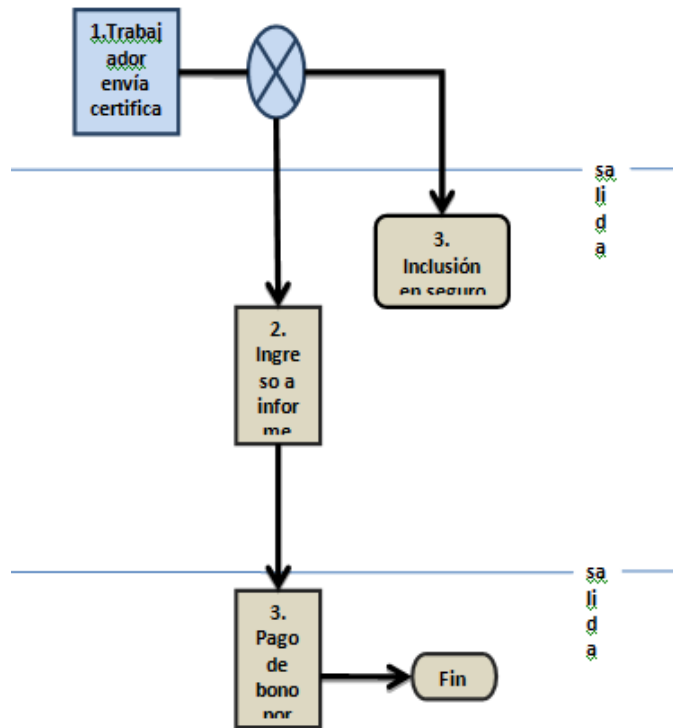 1.Trabaj
ador
envía
certifica
sa
li
d
a
3.
Inclusión
en seguro
2.
Ingre
so a
infor
me
sa
li
d
a
3.
Pago
de
bono
por
Fin